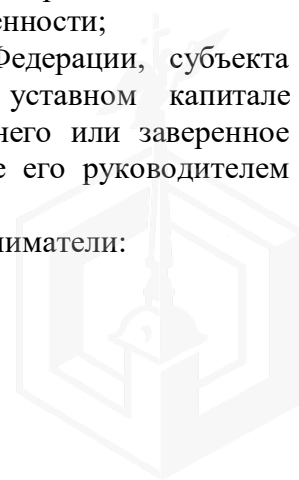 енности;
Федерации, субъекта
уставном капитале
него или заверенное
е его руководителем
ниматели: